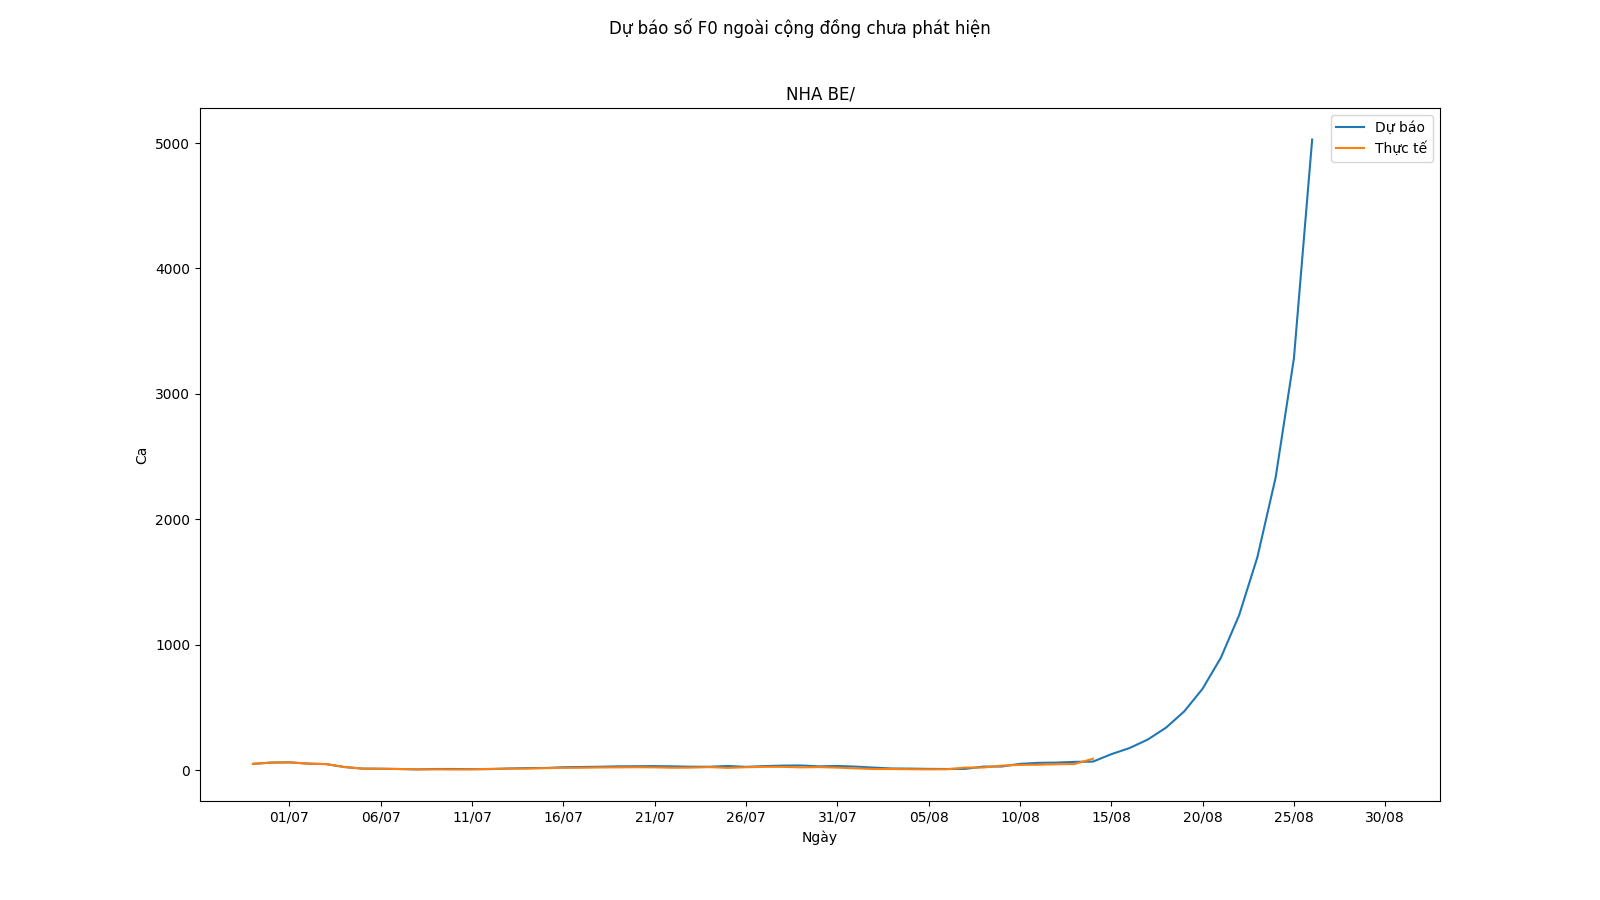 Dự báo số F0 ngoài cộng đồng chưa phát hiện
NHA BE/
Dự báo
Thực tế
5000
4000
3000
2000
1000
0
Ca
01/07 06/07 11/07 16/07 21/07 26/07 31/07 05/08 10/08 15/08 20/08 25/08 30/08
Ngày